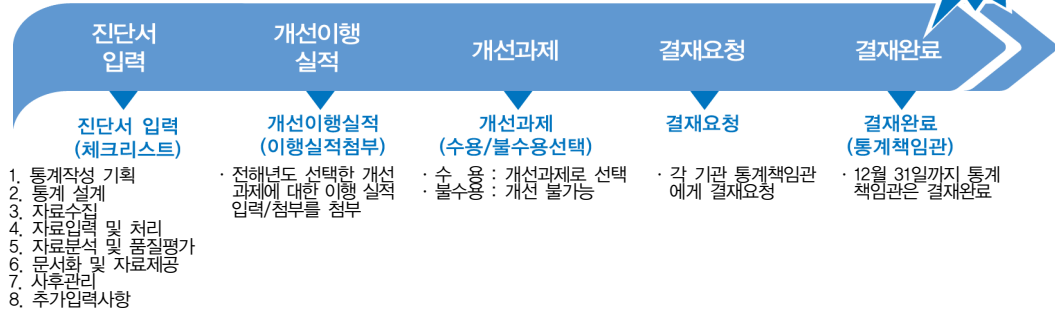 진단서
입력
개선이행
실적
개선과제
결재요청
결재완료
진단서 입력
(체크리스트)
1. 통계작성 기획
2. 통계 설계
3. 자료수집
4. 자료입력 및 처리
5. 자료분석 및 품질평가
6. 문서화 및 자료제공
7. 사후관리
8. 추가입력사항
개선이행실적
(이행실적첨부)
· 전해년도 선택한 개선
과제에 대한 이행 실적
입력/첨부를 첨부
개선과제
(수용/불수용선택)
· 수 용 : 개선과제로 선택
· 불수용 : 개선 불가능
결재요청
· 각 기관 통계책임관
에게 결재요청
결재완료
(통계책임관)
· 12월 31일까지 통계
책임관은 결재완료